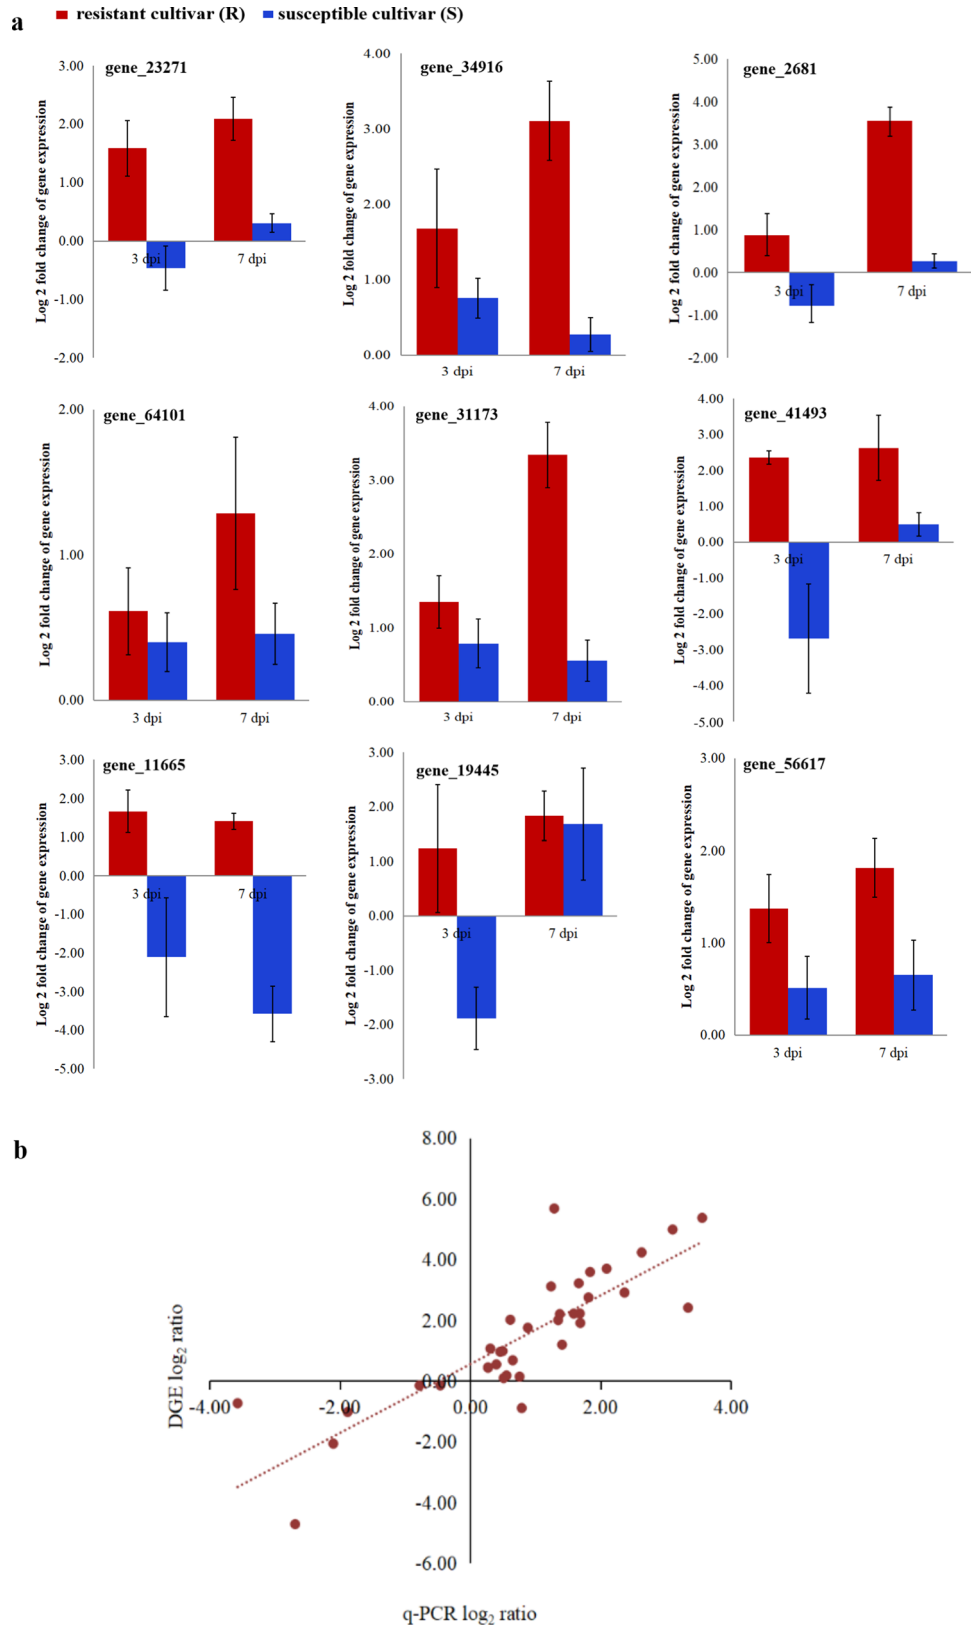 a
resistant cultivar (R) susceptible cultivar (S)
gene_23271
Log 2 fold change of gene expression
3.00
2.00
1.00
0.00
-1.00
-2.00
3 dpi 7 dpi
gene_34916
Log 2 fold change of gene expression
4.00
3.00
2.00
1.00
0.00
3 dpi 7 dpi
gene_2681
Log 2 fold change of gene expression
5.00
4.00
3.00
2.00
1.00
0.00
-1.00
-2.00
3 dpi 7 dpi
gene_64101
Log 2 fold change of gene expression
2.00
1.00
0.00
3 dpi 7 dpi
gene_31173
Log 2 fold change of gene expression
4.00
3.00
2.00
1.00
0.00
3 dpi 7 dpi
gene_41493
Log 2 fold change of gene expression
4.00
3.00
2.00
1.00
0.00
-1.00
-2.00
-3.00
-4.00
-5.00
3 dpi 7 dpi
gene_11665
Log 2 fold change of gene expression
3.00
2.00
1.00
0.00
-1.00
-2.00
-3.00
-4.00
-5.00
3 dpi 7 dpi
gene_19445
Log 2 fold change of gene expression
3.00
2.00
1.00
0.00
-1.00
-2.00
-3.00
3 dpi 7 dpi
gene_56617
Log 2 fold change of gene expression
3.00
2.00
1.00
0.00
3 dpi 7 dpi
b
DGE log2 ratio
8.00
6.00
4.00
2.00
0.00
-2.00
-4.00
-6.00
-4.00 -2.00 0.00 2.00 4.00
q-PCR log2 ratio